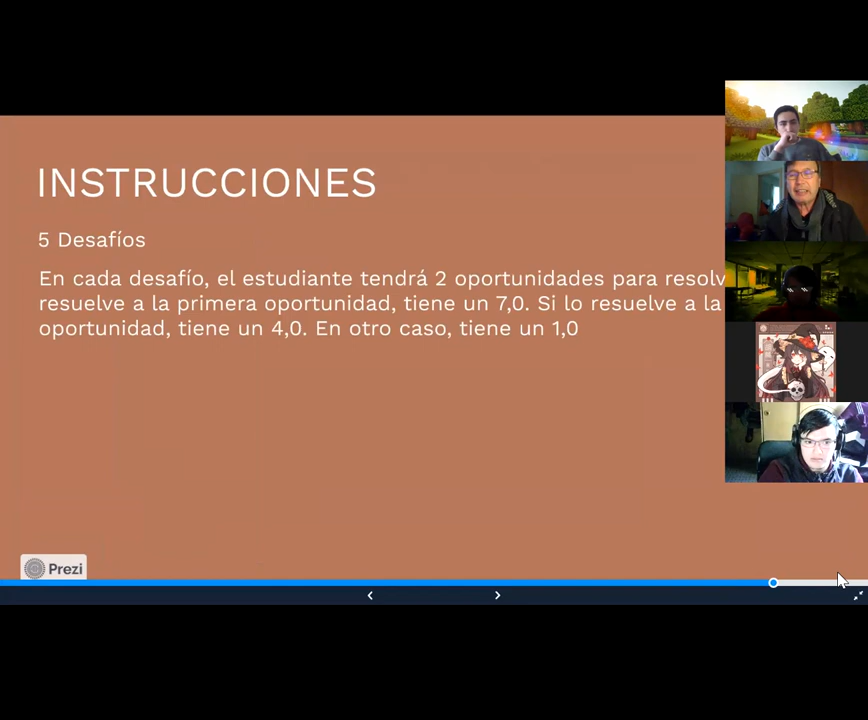 INSTRUCCIONES
5 Desafíos
En cada desafío, el estudiante tendrá 2 oportunidades para resolv
resuelve a la primera oportunidad, tiene un 7,0. Si lo resuelve a la
oportunidad, tiene un 4,0. En otro caso, tiene un 1,0
Prezi